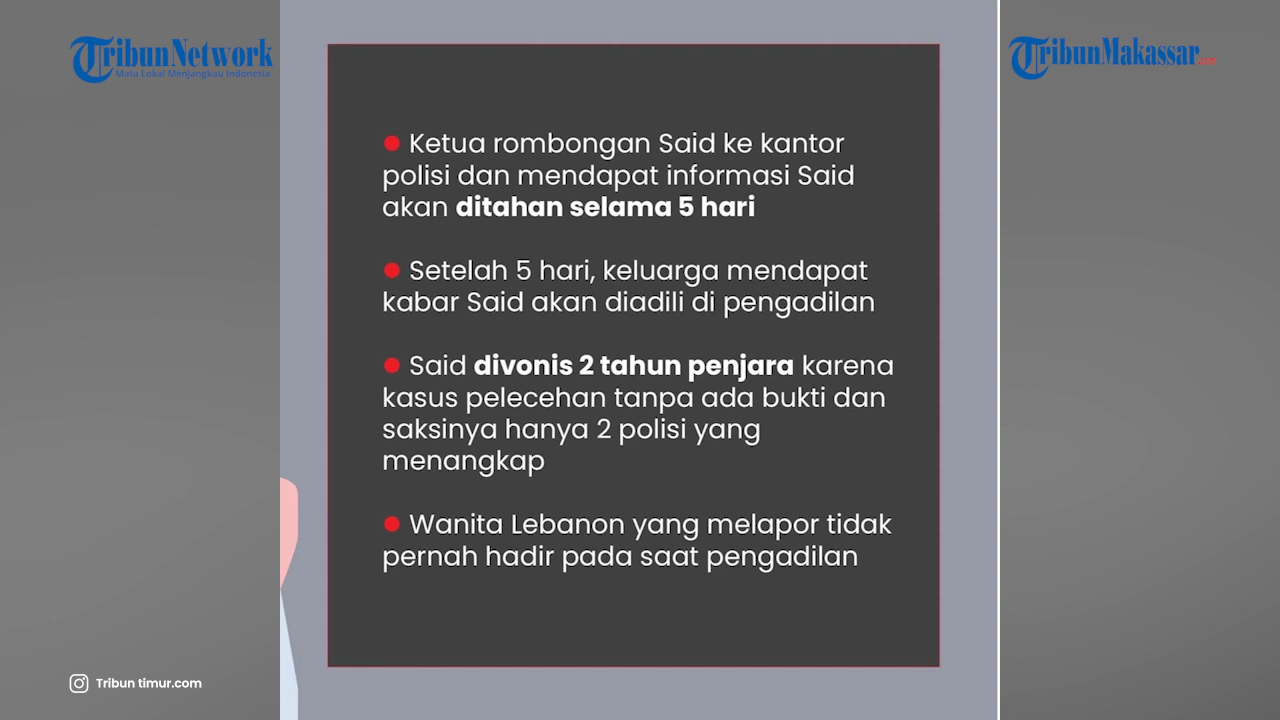 TribunNetwork
Mata Lokal Menjangkau Indonesia
TribunMakassar.com
● Ketua rombongan Said ke kantor
polisi dan mendapat informasi Said
akan ditahan selama 5 hari
● Setelah 5 hari, keluarga mendapat
kabar Said akan diadili di pengadilan
● Said divonis 2 tahun penjara karena
kasus pelecehan tanpa ada bukti dan
saksinya hanya 2 polisi yang
menangkap
● Wanita Lebanon yang melapor tidak
pernah hadir pada saat pengadilan
Tribun timur.com